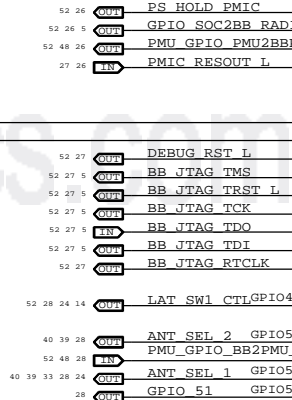 52 26 OUT PS_HOLD_PMIC
52 26 5 OUT GPIO_SOC2BB_RADI
52 48 26 OUT PMU_GPIO_PMU2BBP
27 26 IN PMIC_RESOUT_L
s.com
52 27 OUT DEBUG_RST_L
52 27 5 OUT BB_JTAG_TMS
52 27 5 OUT BB_JTAG_TRST_L
52 27 5 OUT BB_JTAG_TCK
52 27 5 IN BB_JTAG_TDO
52 27 5 OUT BB_JTAG_TDI
52 27 OUT BB_JTAG_RTCLK
52 28 24 14 OUT LAT_SW1_CTL GPIO4
40 39 28 OUT ANT_SEL_2 GPIO5
52 48 28 IN PMU_GPIO_BB2PMU_
40 39 33 28 24 OUT ANT_SEL_1 GPIO5
28 OUT GPIO_51 GPIO5